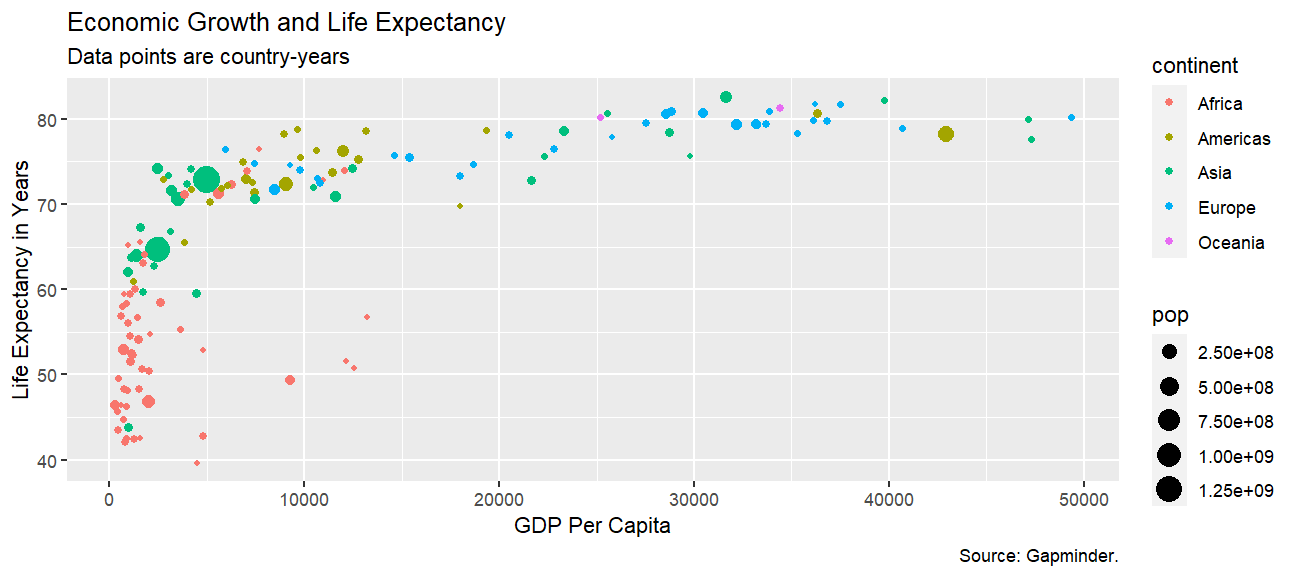 Economic Growth and Life Expectancy
Data points are country-years
Life Expectancy in Years
80
70
60
50
40
0 10000 20000 30000 40000 50000
GDP Per Capita
Source: Gapminder.
continent
Africa
Americas
Asia
Europe
Oceania
pop
2.50e+08
5.00e+08
7.50e+08
1.00e+09
1.25e+09